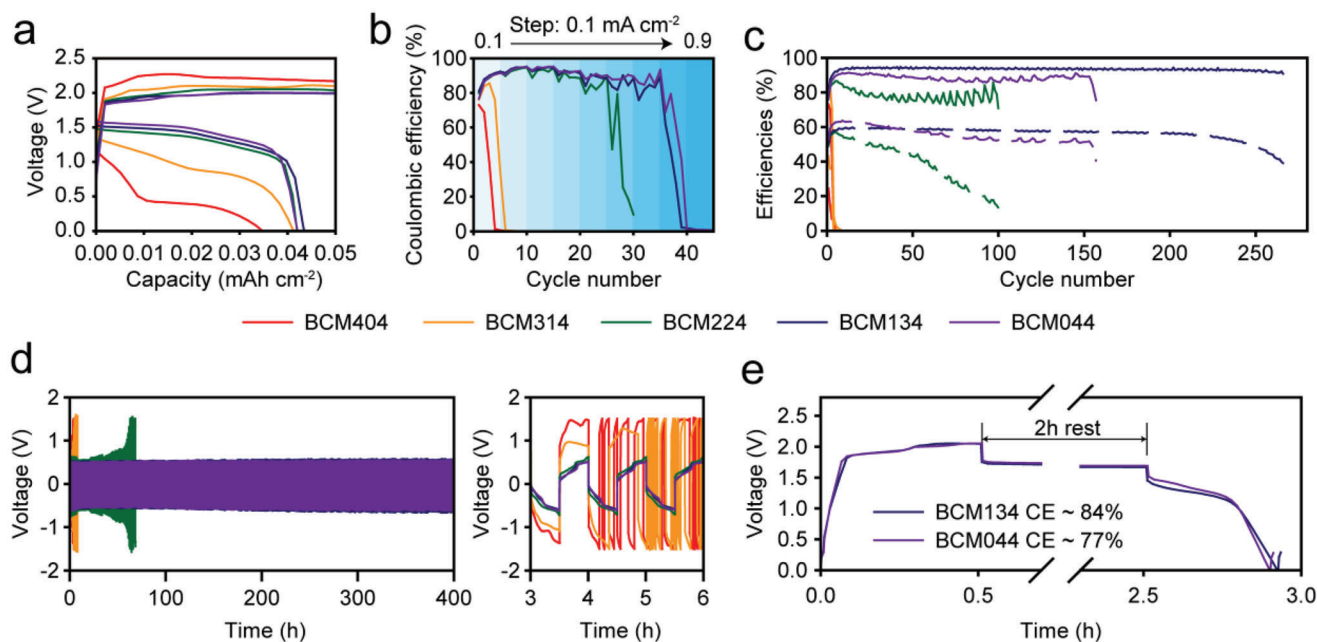 a
2.5
2.0
1.5
1.0
0.5
0.0
0.00 0.01 0.02 0.03 0.04 0.05
Voltage (V)
Capacity (mAh cm-2)
b
Step: 0.1 mA cm-2
0.1 0.9
100
80
60
40
20
0
0 10 20 30 40
Coulombic efficiency (%)
Cycle number
c
100
80
60
40
20
0
0 50 100 150 200 250
Efficiencies (%)
Cycle number
BCM404 BCM314 BCM224 BCM134 BCM044
d
2
1
0
-1
-2
0 100 200 300 400
Voltage (V)
Time (h)
2
1
0
-1
-2
3 4 5 6
Voltage (V)
Time (h)
e
2.5
2.0
1.5
1.0
0.5
0.0
0.0 0.5 2.5 3.0
Voltage (V)
Time (h)
2h rest
BCM134 CE ~ 84%
BCM044 CE ~ 77%